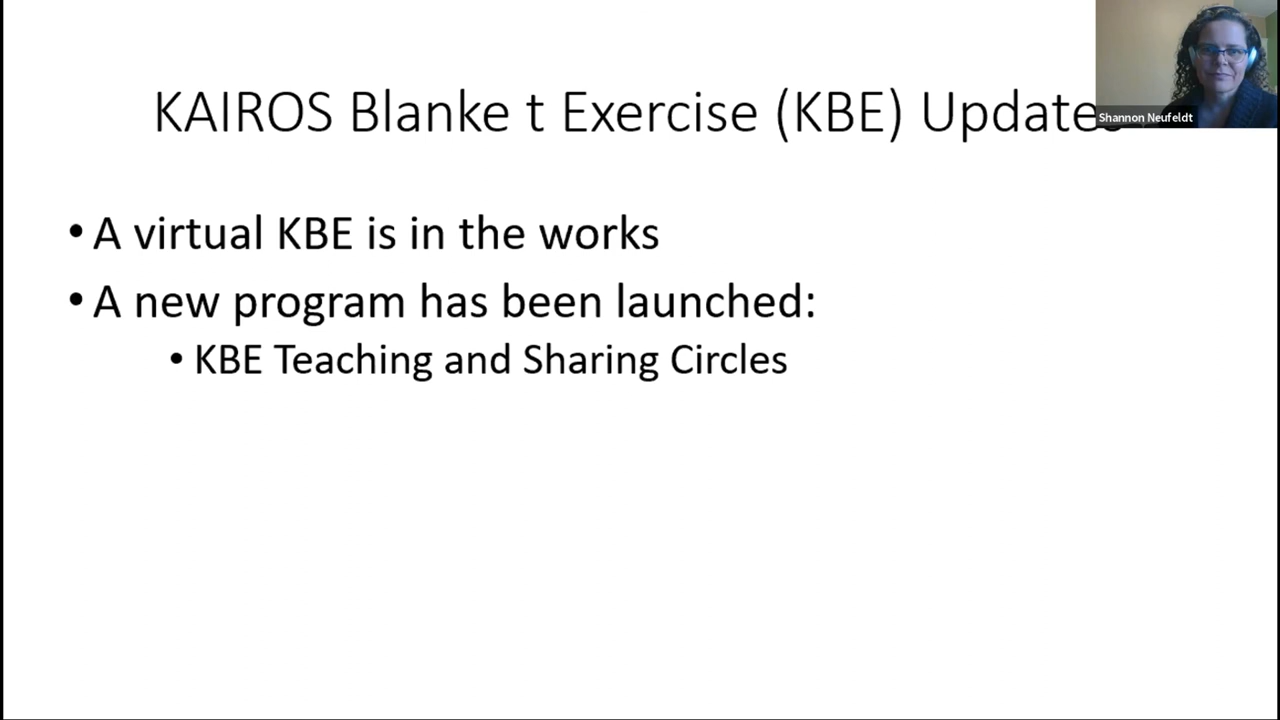 KAIROS Blanke t Exercise (KBE) Updates
Shannon Neufeldt
• A virtual KBE is in the works
• A new program has been launched:
• KBE Teaching and Sharing Circles